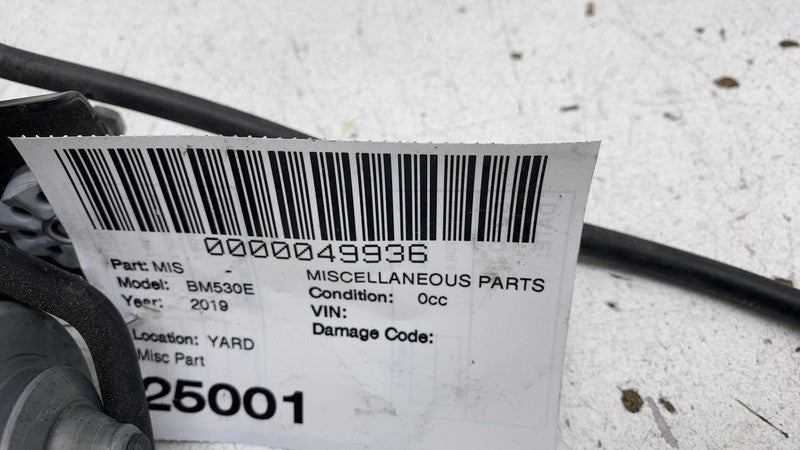 0000049936
Part: MIS -
MISCELLANEOUS PARTS
Model: BM530E
Condition: 0cc
Year: 2019
VIN:
Damage Code:
Location: YARD
Misc Part
25001